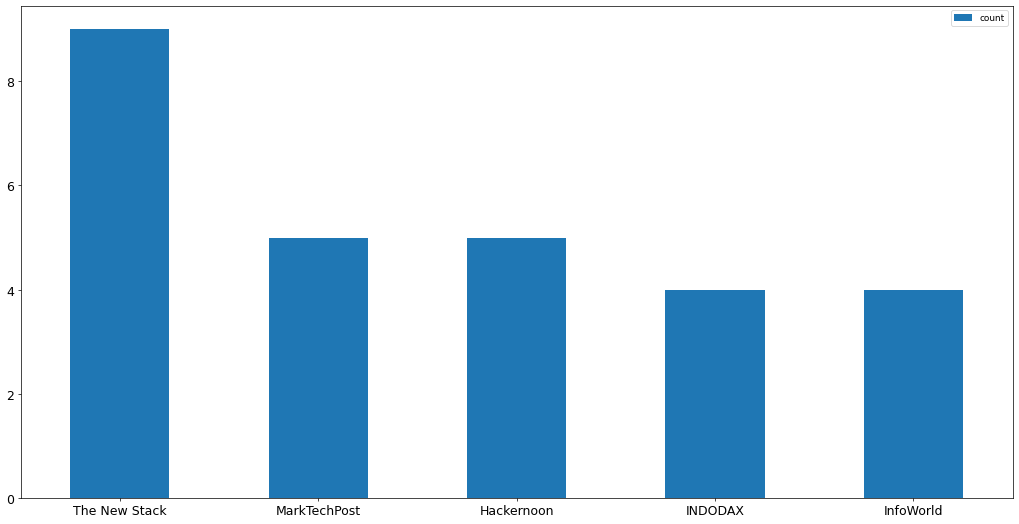 count
8
6
4
2
0
The New Stack
MarkTechPost
Hackernoon
INDODAX
InfoWorld